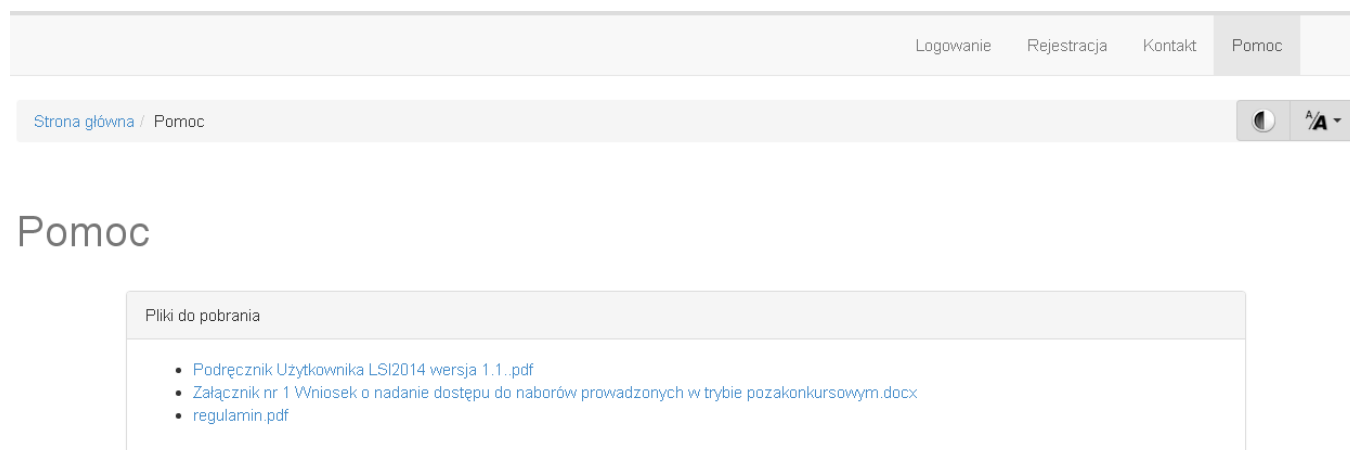 Logowanie Rejestracja Kontakt Pomoc
Strona główna / Pomoc
A/A
Pomoc
Pliki do pobrania
Podręcznik Użytkownika LSI2014 wersja 1.1..pdf
Załącznik nr 1 Wniosek o nadanie dostępu do naborów prowadzonych w trybie pozakonkursowym.docx
regulamin.pdf